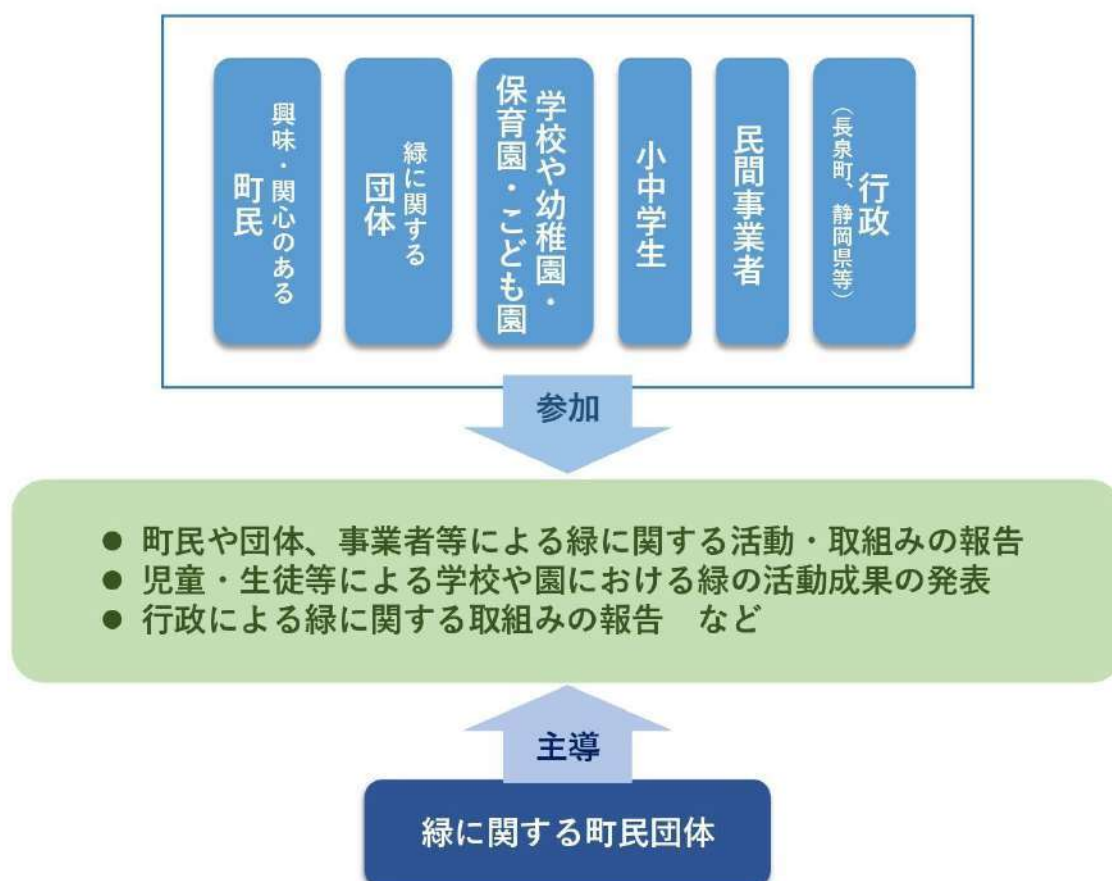 興味・関心のある
町民
緑に関する
団体
学校や幼稚園・
保育園・こども園
小中学生
民間事業者
行政
（長泉町、静岡県等）
参加
● 町民や団体、事業者等による緑に関する活動・取組みの報告
● 児童・生徒等による学校や園における緑の活動成果の発表
● 行政による緑に関する取組みの報告　など
主導
緑に関する町民団体